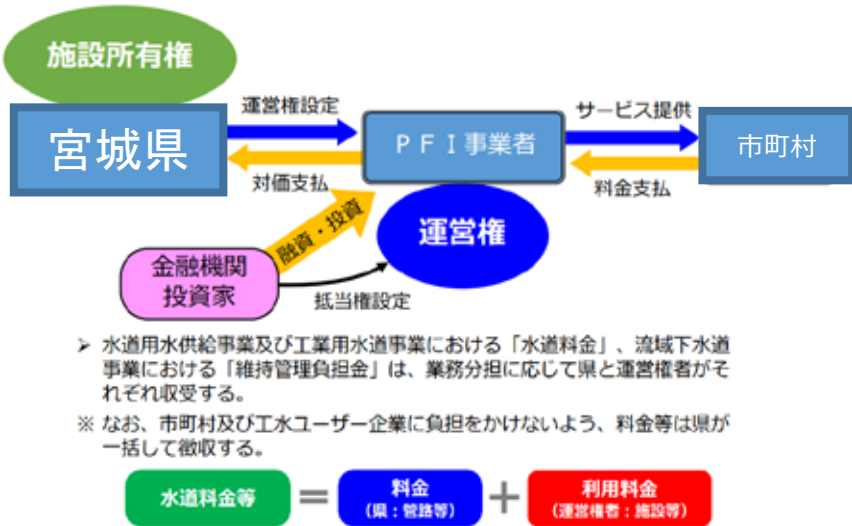 施設所有権
宮城県
運営権設定
対価支払
PFI事業者
サービス提供
料金支払
市町村
運営権
融資・投資
金融機関
投資家
抵当権設定
➢ 水道用水供給事業及び工業用水道事業における「水道料金」、流域下水道
事業における「維持管理負担金」は、業務分担に応じて県と運営権者がそ
れぞれ収受する。
※ なお、市町村及び工水ユーザー企業に負担をかけないよう、料金等は県が
一括して徴収する。
水道料金等 = 料金 + 利用料金
(県:管路等) (運営権者:施設等)